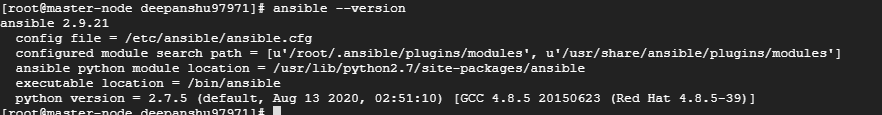 [root@master-node deepanshu97971]# ansible --version
ansible 2.9.21
  config file = /etc/ansible/ansible.cfg
  configured module search path = [u'/root/.ansible/plugins/modules', u'/usr/share/ansible/plugins/modules']
  ansible python module location = /usr/lib/python2.7/site-packages/ansible
  executable location = /bin/ansible
  python version = 2.7.5 (default, Aug 13 2020, 02:51:10) [GCC 4.8.5 20150623 (Red Hat 4.8.5-39)]
[root@master-node deepanshu97971]#